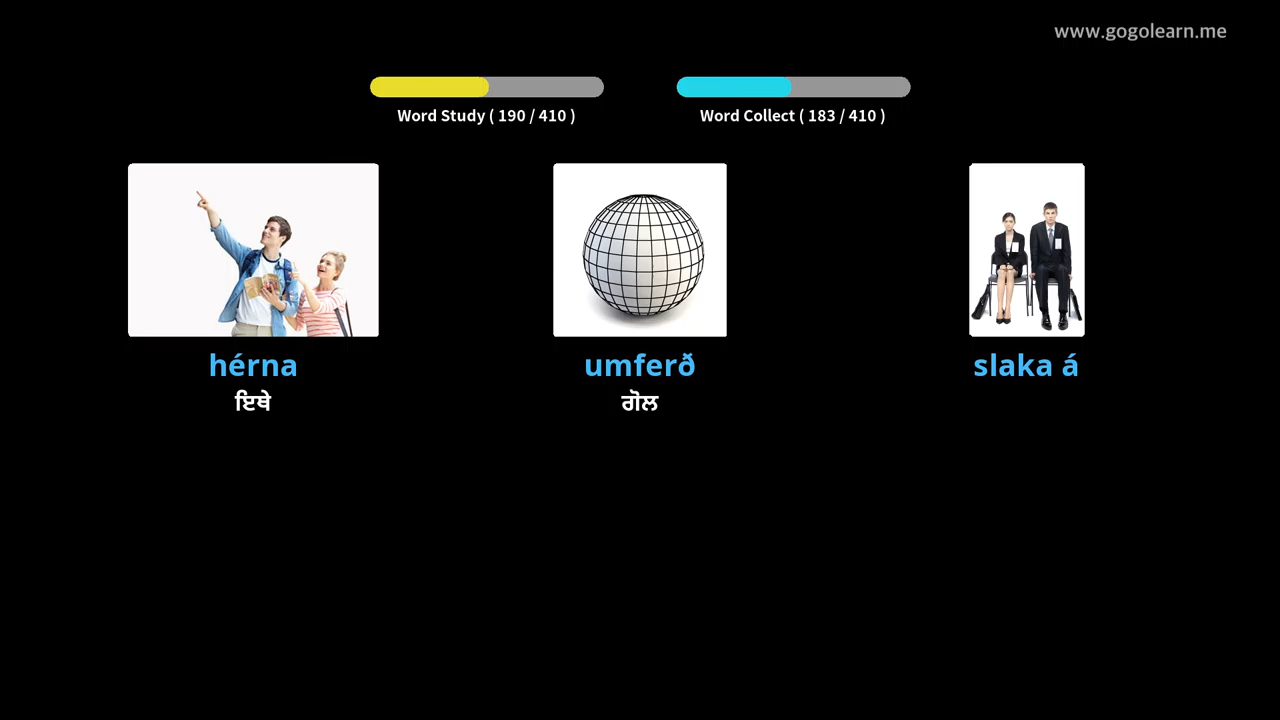 www.gogolearn.me
Word Study ( 190 / 410 )
Word Collect ( 183 / 410 )
hérna
ਇਥੇ
umferð
ਗੋਲ
slaka á